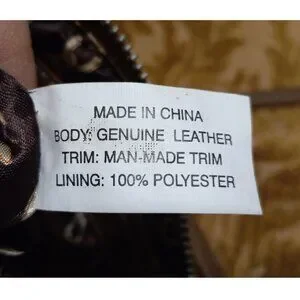 MADE IN CHINA
BODY: GENUINE LEATHER
TRIM: MAN-MADE TRIM
LINING: 100% POLYESTER